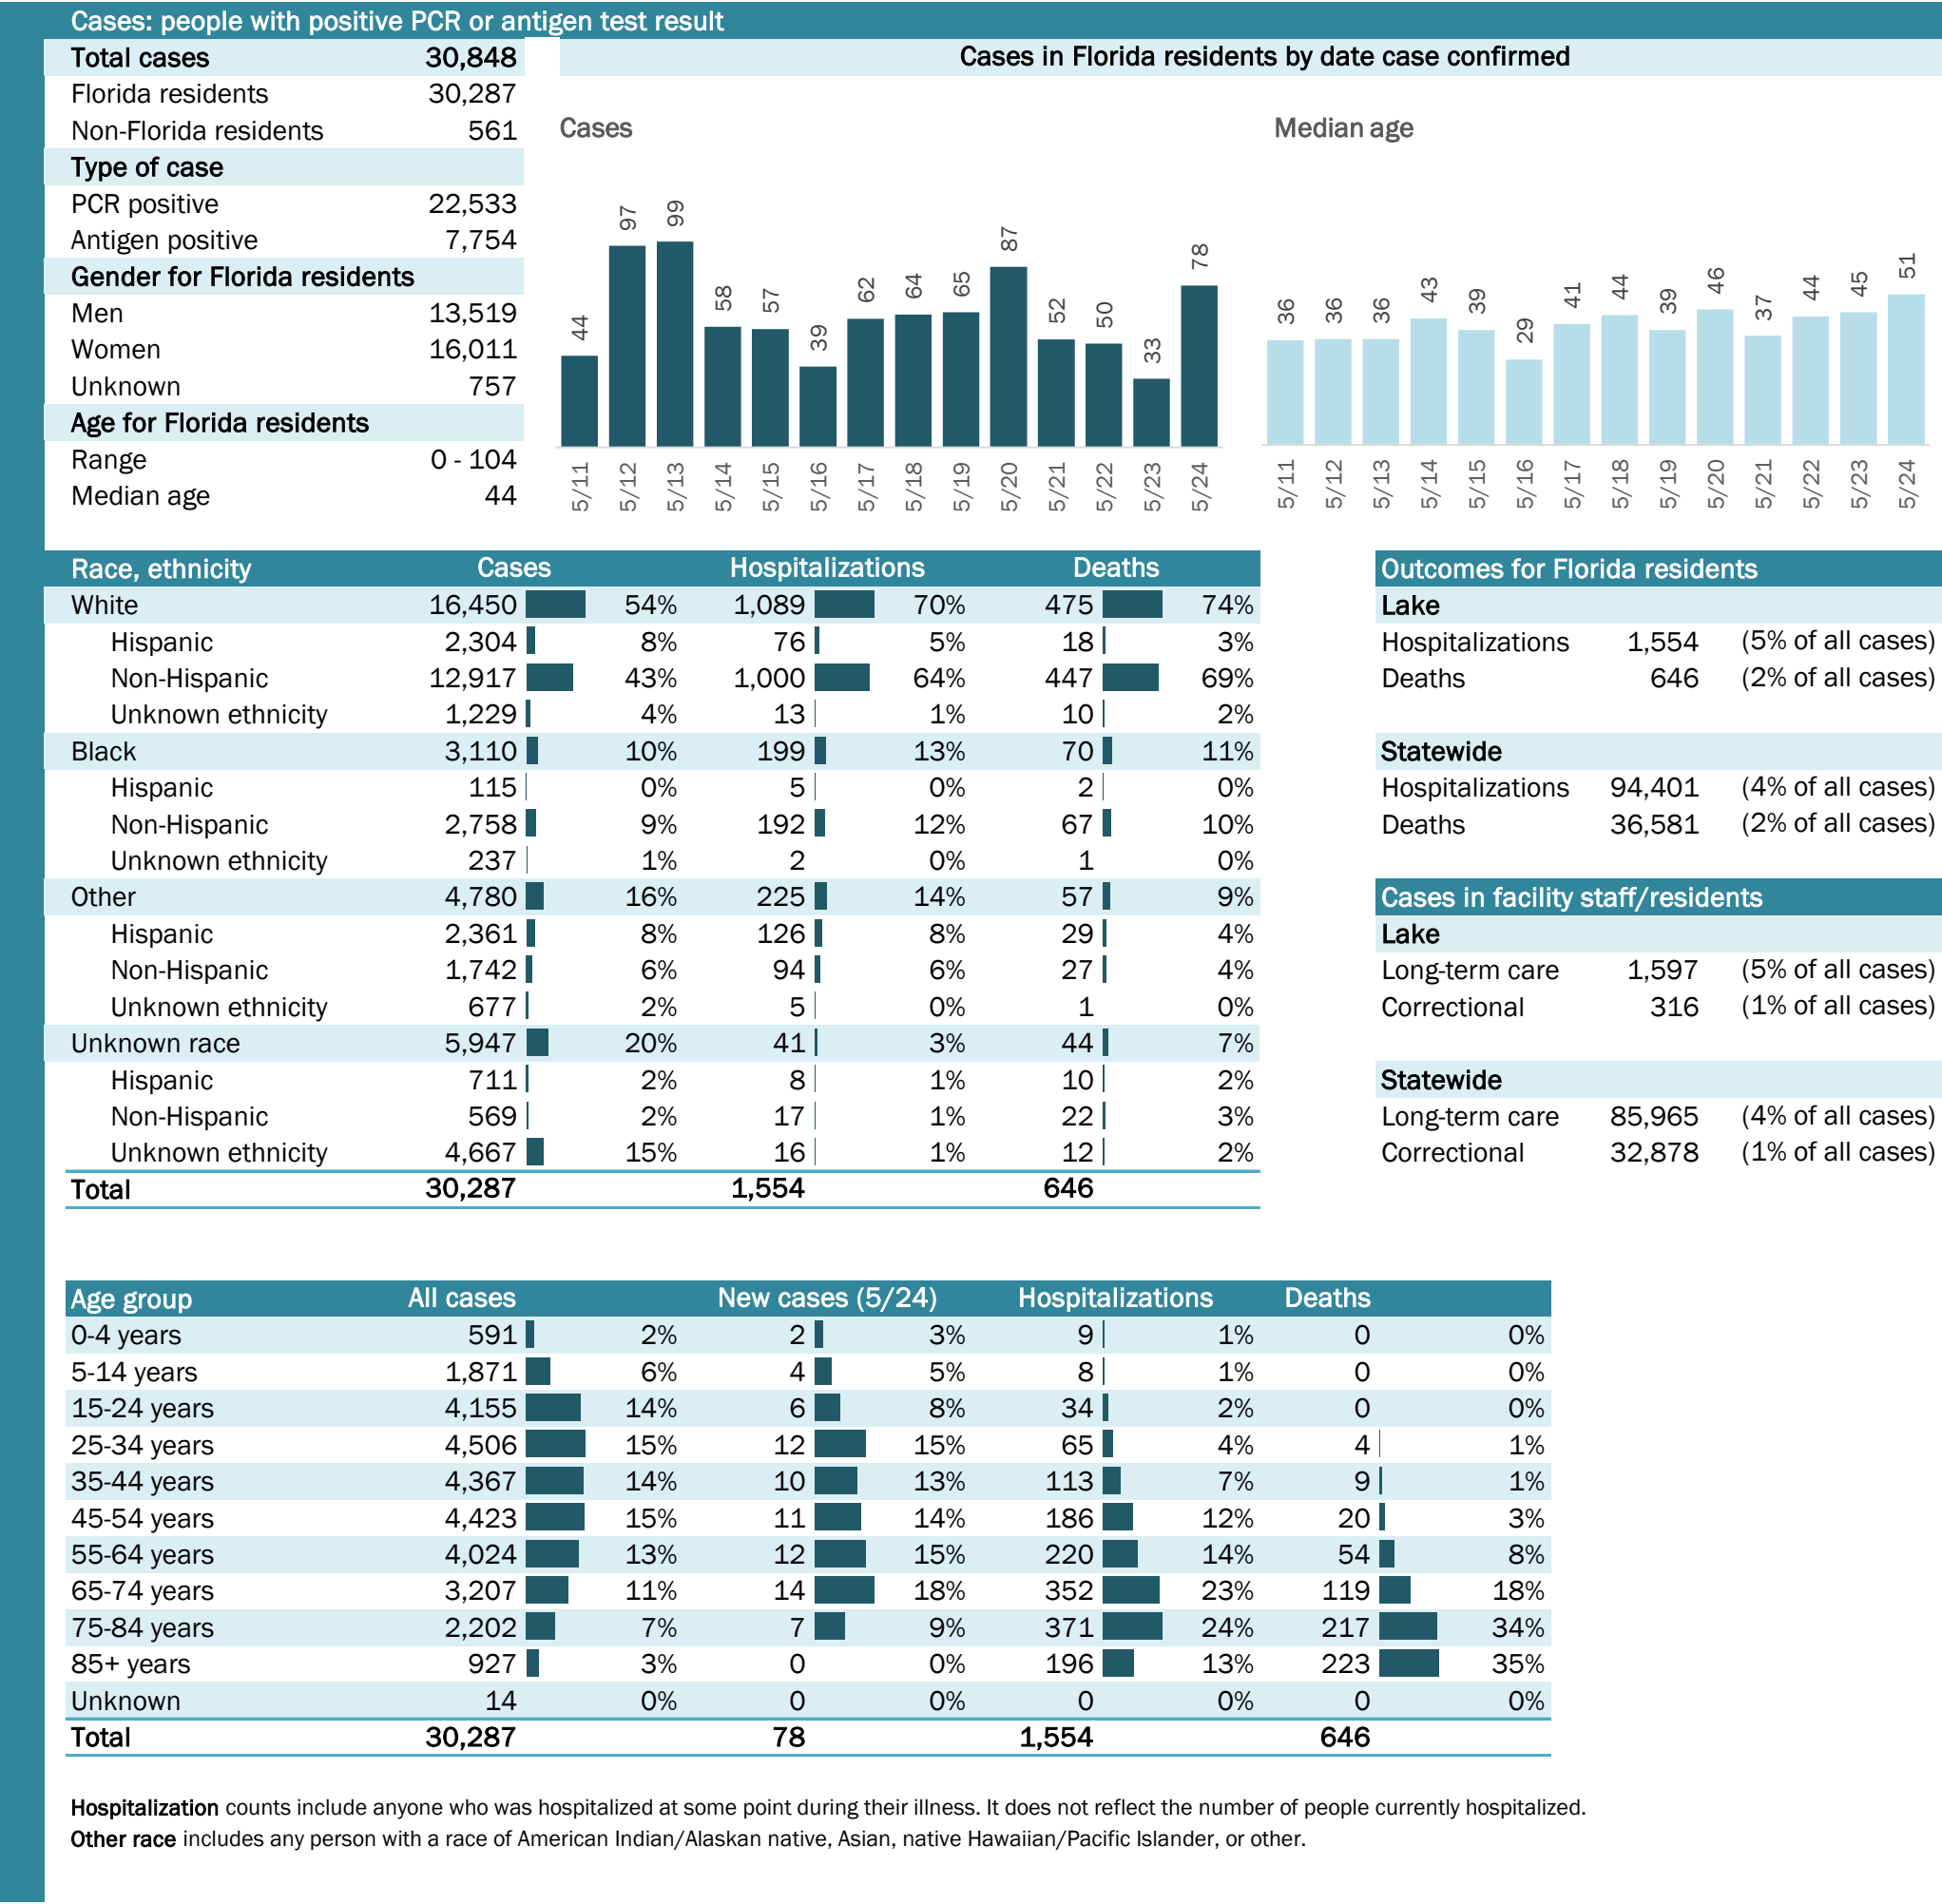 Cases: people with positive PCR or antigen test result
Total cases 30,848
Florida residents 30,287
Non-Florida residents 561
Type of case
PCR positive 22,533
Antigen positive 7,754
Gender for Florida residents
Men 13,519
Women 16,011
Unknown 757
Age for Florida residents
Range 0 - 104
Median age 44
Cases in Florida residents by date case confirmed
Cases
44 97 99 58 57 39 62 64 65 87 52 50 33 78
5/11 5/12 5/13 5/14 5/15 5/16 5/17 5/18 5/19 5/20 5/21 5/22 5/23 5/24
Median age
36 36 36 43 39 29 41 44 39 46 37 44 45 51
5/11 5/12 5/13 5/14 5/15 5/16 5/17 5/18 5/19 5/20 5/21 5/22 5/23 5/24
Race, ethnicity Cases Hospitalizations Deaths
White 16,450 54% 1,089 70% 475 74%
Hispanic 2,304 8% 76 5% 18 3%
Non-Hispanic 12,917 43% 1,000 64% 447 69%
Unknown ethnicity 1,229 4% 13 1% 10 2%
Black 3,110 10% 199 13% 70 11%
Hispanic 115 0% 5 0% 2 0%
Non-Hispanic 2,758 9% 192 12% 67 10%
Unknown ethnicity 237 1% 2 0% 1 0%
Other 4,780 16% 225 14% 57 9%
Hispanic 2,361 8% 126 8% 29 4%
Non-Hispanic 1,742 6% 94 6% 27 4%
Unknown ethnicity 677 2% 5 0% 1 0%
Unknown race 5,947 20% 41 3% 44 7%
Hispanic 711 2% 8 1% 10 2%
Non-Hispanic 569 2% 17 1% 22 3%
Unknown ethnicity 4,667 15% 16 1% 12 2%
Total 30,287 1,554 646
Outcomes for Florida residents
Lake
Hospitalizations 1,554 (5% of all cases)
Deaths 646 (2% of all cases)
Statewide
Hospitalizations 94,401 (4% of all cases)
Deaths 36,581 (2% of all cases)
Cases in facility staff/residents
Lake
Long-term care 1,597 (5% of all cases)
Correctional 316 (1% of all cases)
Statewide
Long-term care 85,965 (4% of all cases)
Correctional 32,878 (1% of all cases)
Age group All cases New cases (5/24) Hospitalizations Deaths
0-4 years 591 2% 2 3% 9 1% 0 0%
5-14 years 1,871 6% 4 5% 8 1% 0 0%
15-24 years 4,155 14% 6 8% 34 2% 0 0%
25-34 years 4,506 15% 12 15% 65 4% 4 1%
35-44 years 4,367 14% 10 13% 113 7% 9 1%
45-54 years 4,423 15% 11 14% 186 12% 20 3%
55-64 years 4,024 13% 12 15% 220 14% 54 8%
65-74 years 3,207 11% 14 18% 352 23% 119 18%
75-84 years 2,202 7% 7 9% 371 24% 217 34%
85+ years 927 3% 0 0% 196 13% 223 35%
Unknown 14 0% 0 0% 0 0% 0 0%
Total 30,287 78 1,554 646
Hospitalization counts include anyone who was hospitalized at some point during their illness. It does not reflect the number of people currently hospitalized.
Other race includes any person with a race of American Indian/Alaskan native, Asian, native Hawaiian/Pacific Islander, or other.